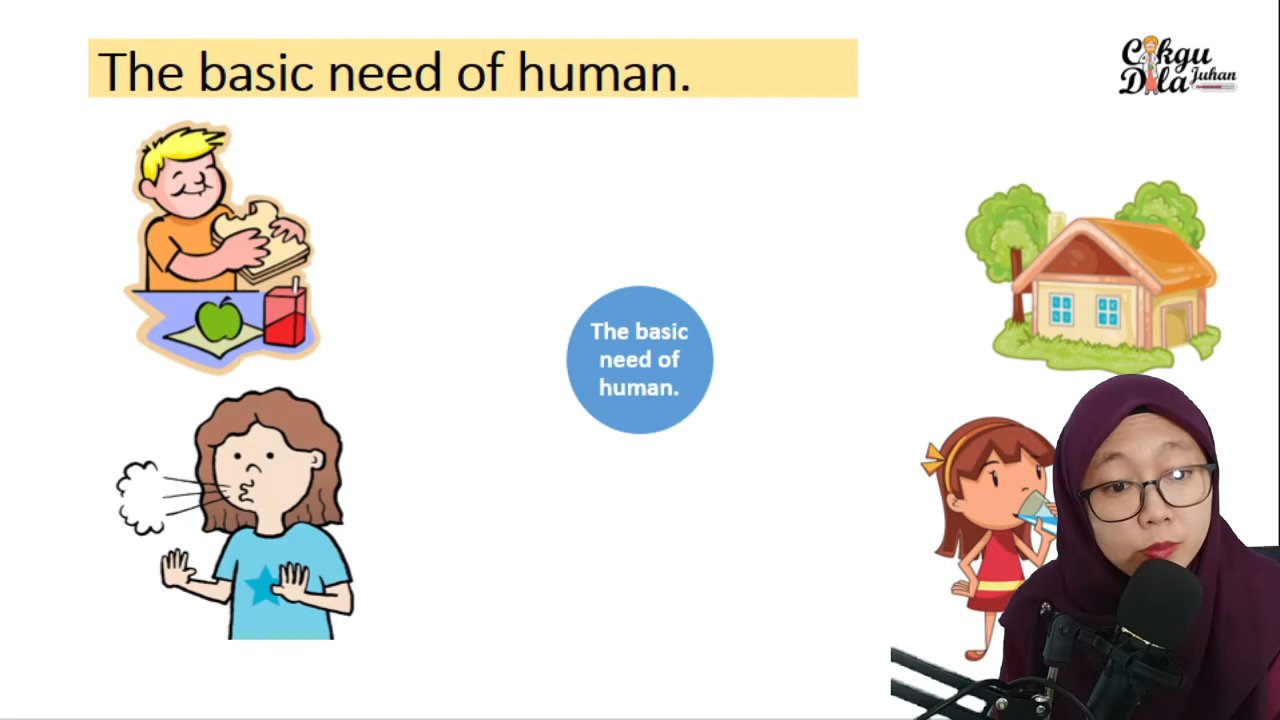 The basic need of human.
Cikgu
Dila Juhan
The basic
need of
human.